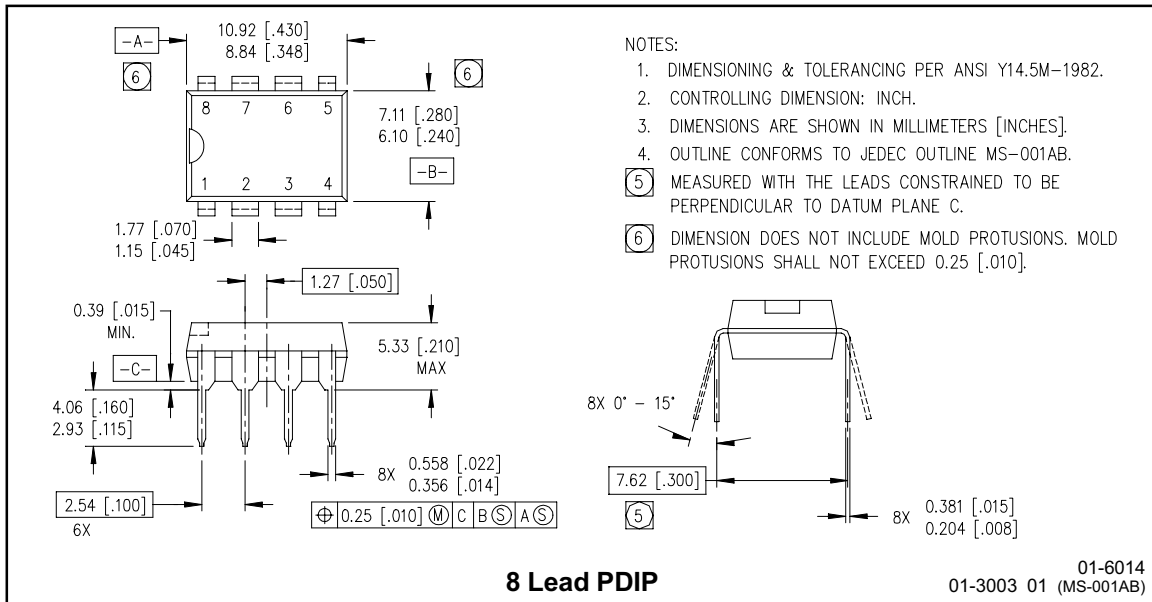 -A-
10.92 [.430]
8.84 [.348]
6
6
8 7 6 5
1 2 3 4
7.11 [.280]
6.10 [.240]
-B-
1.77 [.070]
1.15 [.045]
1.27 [.050]
0.39 [.015]
MIN.
-C-
5.33 [.210]
MAX
4.06 [.160]
2.93 [.115]
8X 0.558 [.022]
0.356 [.014]
2.54 [.100]
6X
⌖ 0.25 [.010] Ⓜ C B Ⓢ A Ⓢ
NOTES:
1. DIMENSIONING & TOLERANCING PER ANSI Y14.5M-1982.
2. CONTROLLING DIMENSION: INCH.
3. DIMENSIONS ARE SHOWN IN MILLIMETERS [INCHES].
4. OUTLINE CONFORMS TO JEDEC OUTLINE MS-001AB.
5 MEASURED WITH THE LEADS CONSTRAINED TO BE
PERPENDICULAR TO DATUM PLANE C.
6 DIMENSION DOES NOT INCLUDE MOLD PROTUSIONS. MOLD
PROTUSIONS SHALL NOT EXCEED 0.25 [.010].
8X 0° - 15°
7.62 [.300]
5
8X 0.381 [.015]
0.204 [.008]
8 Lead PDIP
01-6014
01-3003 01 (MS-001AB)